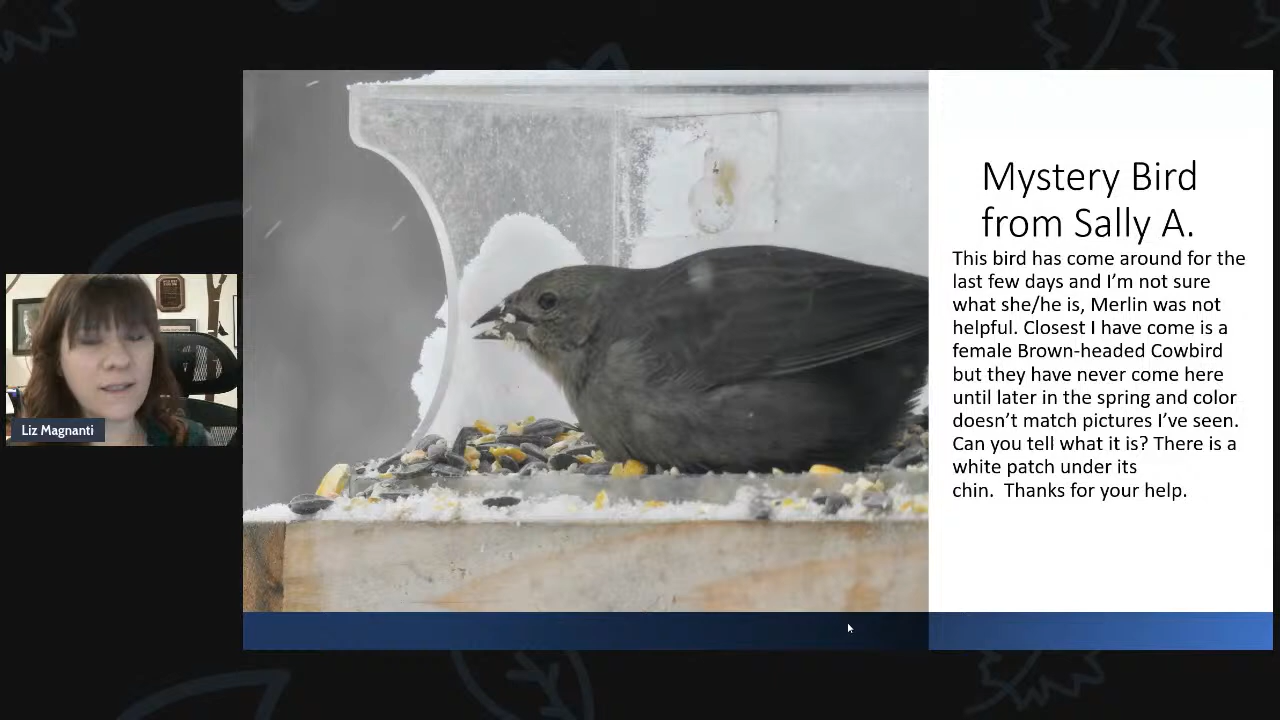 Mystery Bird
from Sally A.
This bird has come around for the
last few days and I'm not sure
what she/he is, Merlin was not
helpful. Closest I have come is a
female Brown-headed Cowbird
but they have never come here
until later in the spring and color
doesn't match pictures I've seen.
Can you tell what it is? There is a
white patch under its
chin.  Thanks for your help.
Liz Magnanti